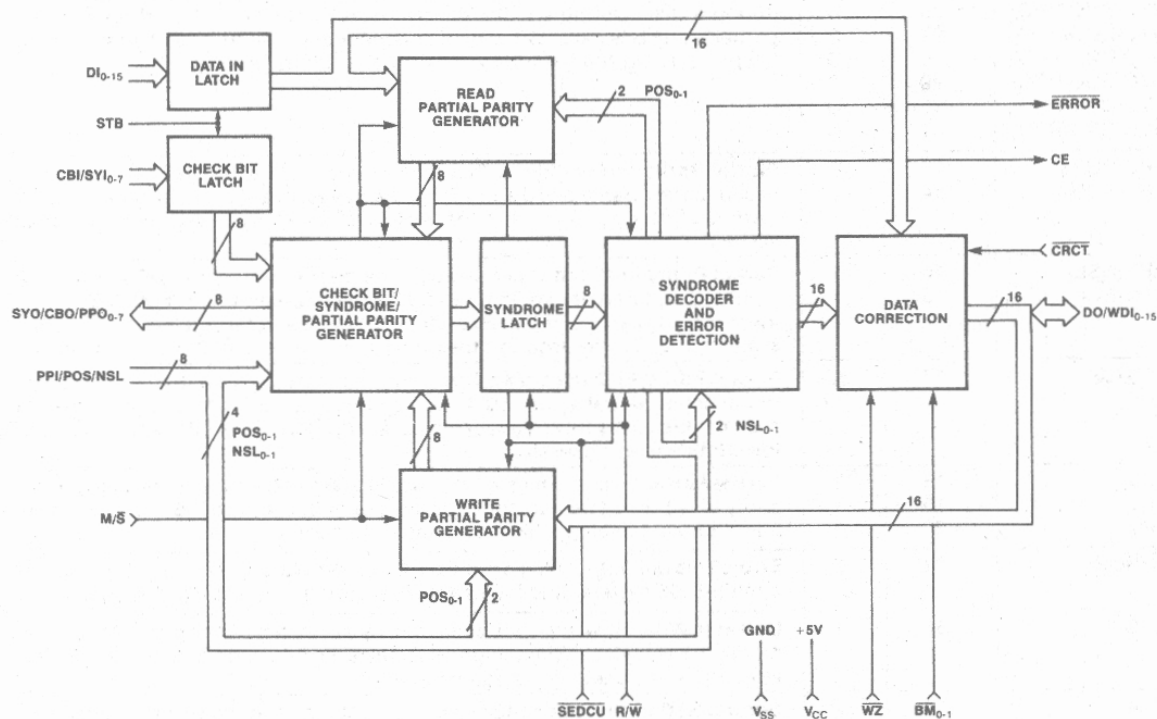 16
DI0-15
DATA IN
LATCH
STB
READ
PARTIAL PARITY
GENERATOR
2 POS0-1
ERROR
CE
CBI/SYI0-7
CHECK BIT
LATCH
8
8
CRCT
CHECK BIT/
SYNDROME/
PARTIAL PARITY
GENERATOR
SYNDROME
LATCH
8
SYNDROME
DECODER
AND
ERROR
DETECTION
16
DATA
CORRECTION
16
DO/WDI0-15
SYO/CBO/PPO0-7
8
PPI/POS/NSL
8
4
POS0-1
NSL0-1
8
2 NSL0-1
M/S
WRITE
PARTIAL PARITY
GENERATOR
16
POS0-1
2
GND
+5V
SEDCU
R/W
VSS
VCC
WZ
BM0-1